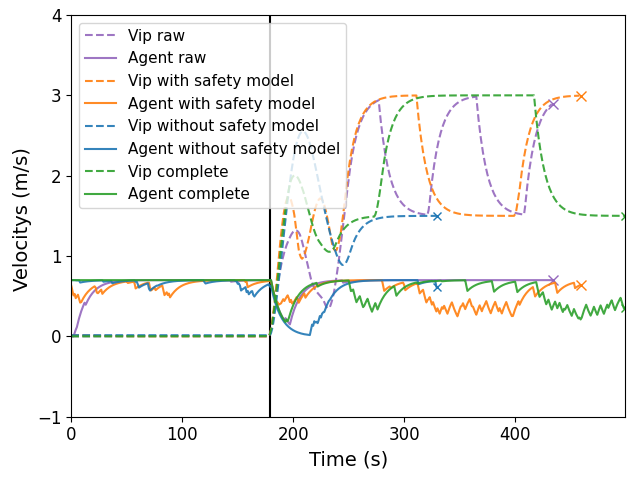 4
3
2
1
0
−1
Velocitys (m/s)
Vip raw
Agent raw
Vip with safety model
Agent with safety model
Vip without safety model
Agent without safety model
Vip complete
Agent complete
0 100 200 300 400
Time (s)